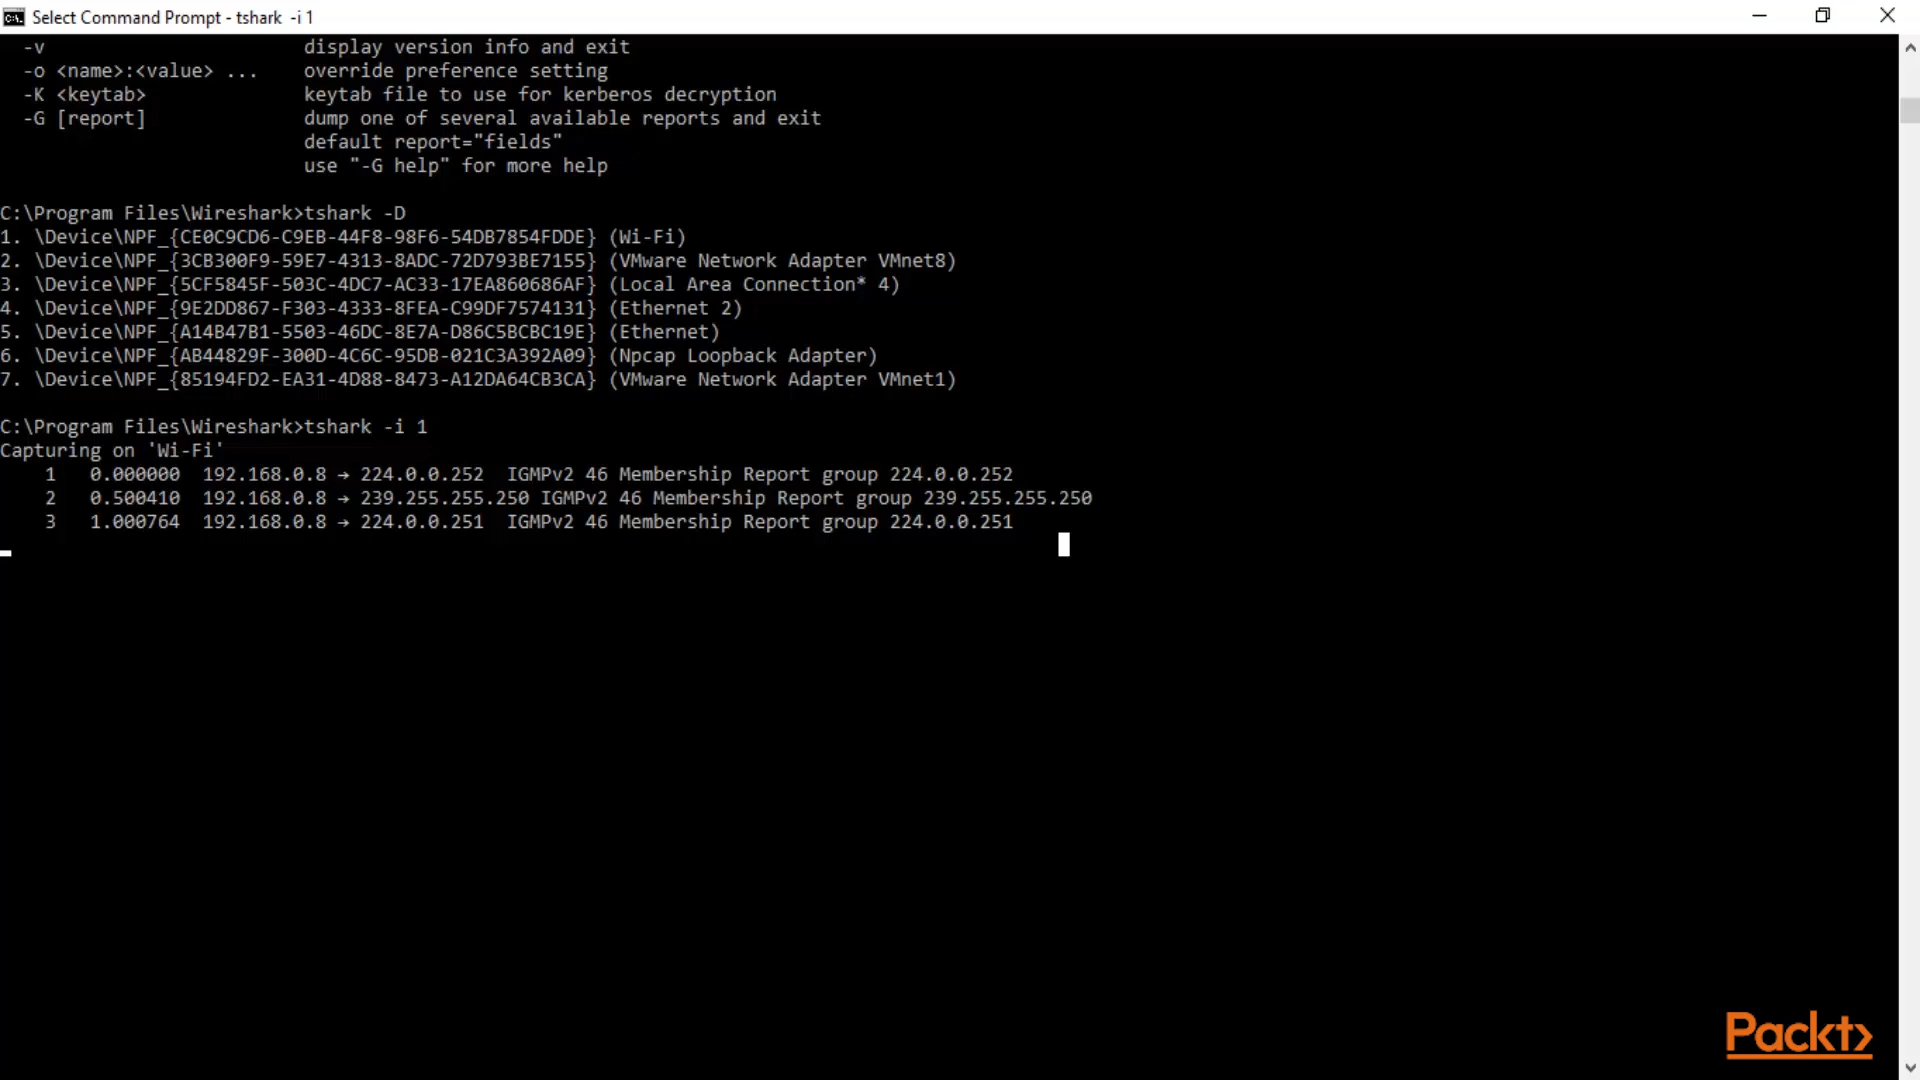 Select Command Prompt - tshark  -i 1
-v                     display version info and exit
-o <name>:<value> ...    override preference setting
-K <keytab>              keytab file to use for kerberos decryption
-G [report]              dump one of several available reports and exit
default report="fields"
use "-G help" for more help
C:\Program Files\Wireshark>tshark -D
1. \Device\NPF_{CE0C9CD6-C9EB-44F8-98F6-54DB7854FDDE} (Wi-Fi)
2. \Device\NPF_{3CB300F9-59E7-4313-8ADC-72D793BE7155} (VMware Network Adapter VMnet8)
3. \Device\NPF_{5CF5845F-503C-4DC7-AC33-17EA860686AF} (Local Area Connection* 4)
4. \Device\NPF_{9E2DD867-F303-4333-8FEA-C99DF7574131} (Ethernet 2)
5. \Device\NPF_{A14B47B1-5503-46DC-8E7A-D86C5BCBC19E} (Ethernet)
6. \Device\NPF_{AB44829F-300D-4C6C-95DB-021C3A392A09} (Npcap Loopback Adapter)
7. \Device\NPF_{85194FD2-EA31-4D88-8473-A12DA64CB3CA} (VMware Network Adapter VMnet1)
C:\Program Files\Wireshark>tshark -i 1
Capturing on 'Wi-Fi'
1   0.000000  192.168.0.8 → 224.0.0.252  IGMPv2 46 Membership Report group 224.0.0.252
2   0.500410  192.168.0.8 → 239.255.255.250 IGMPv2 46 Membership Report group 239.255.255.250
3   1.000764  192.168.0.8 → 224.0.0.251  IGMPv2 46 Membership Report group 224.0.0.251
Packt>